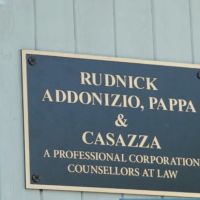 RUDNICK
ADDONIZIO, PAPPA
&
CASAZZA
A PROFESSIONAL CORPORATION
COUNSELLORS AT LAW